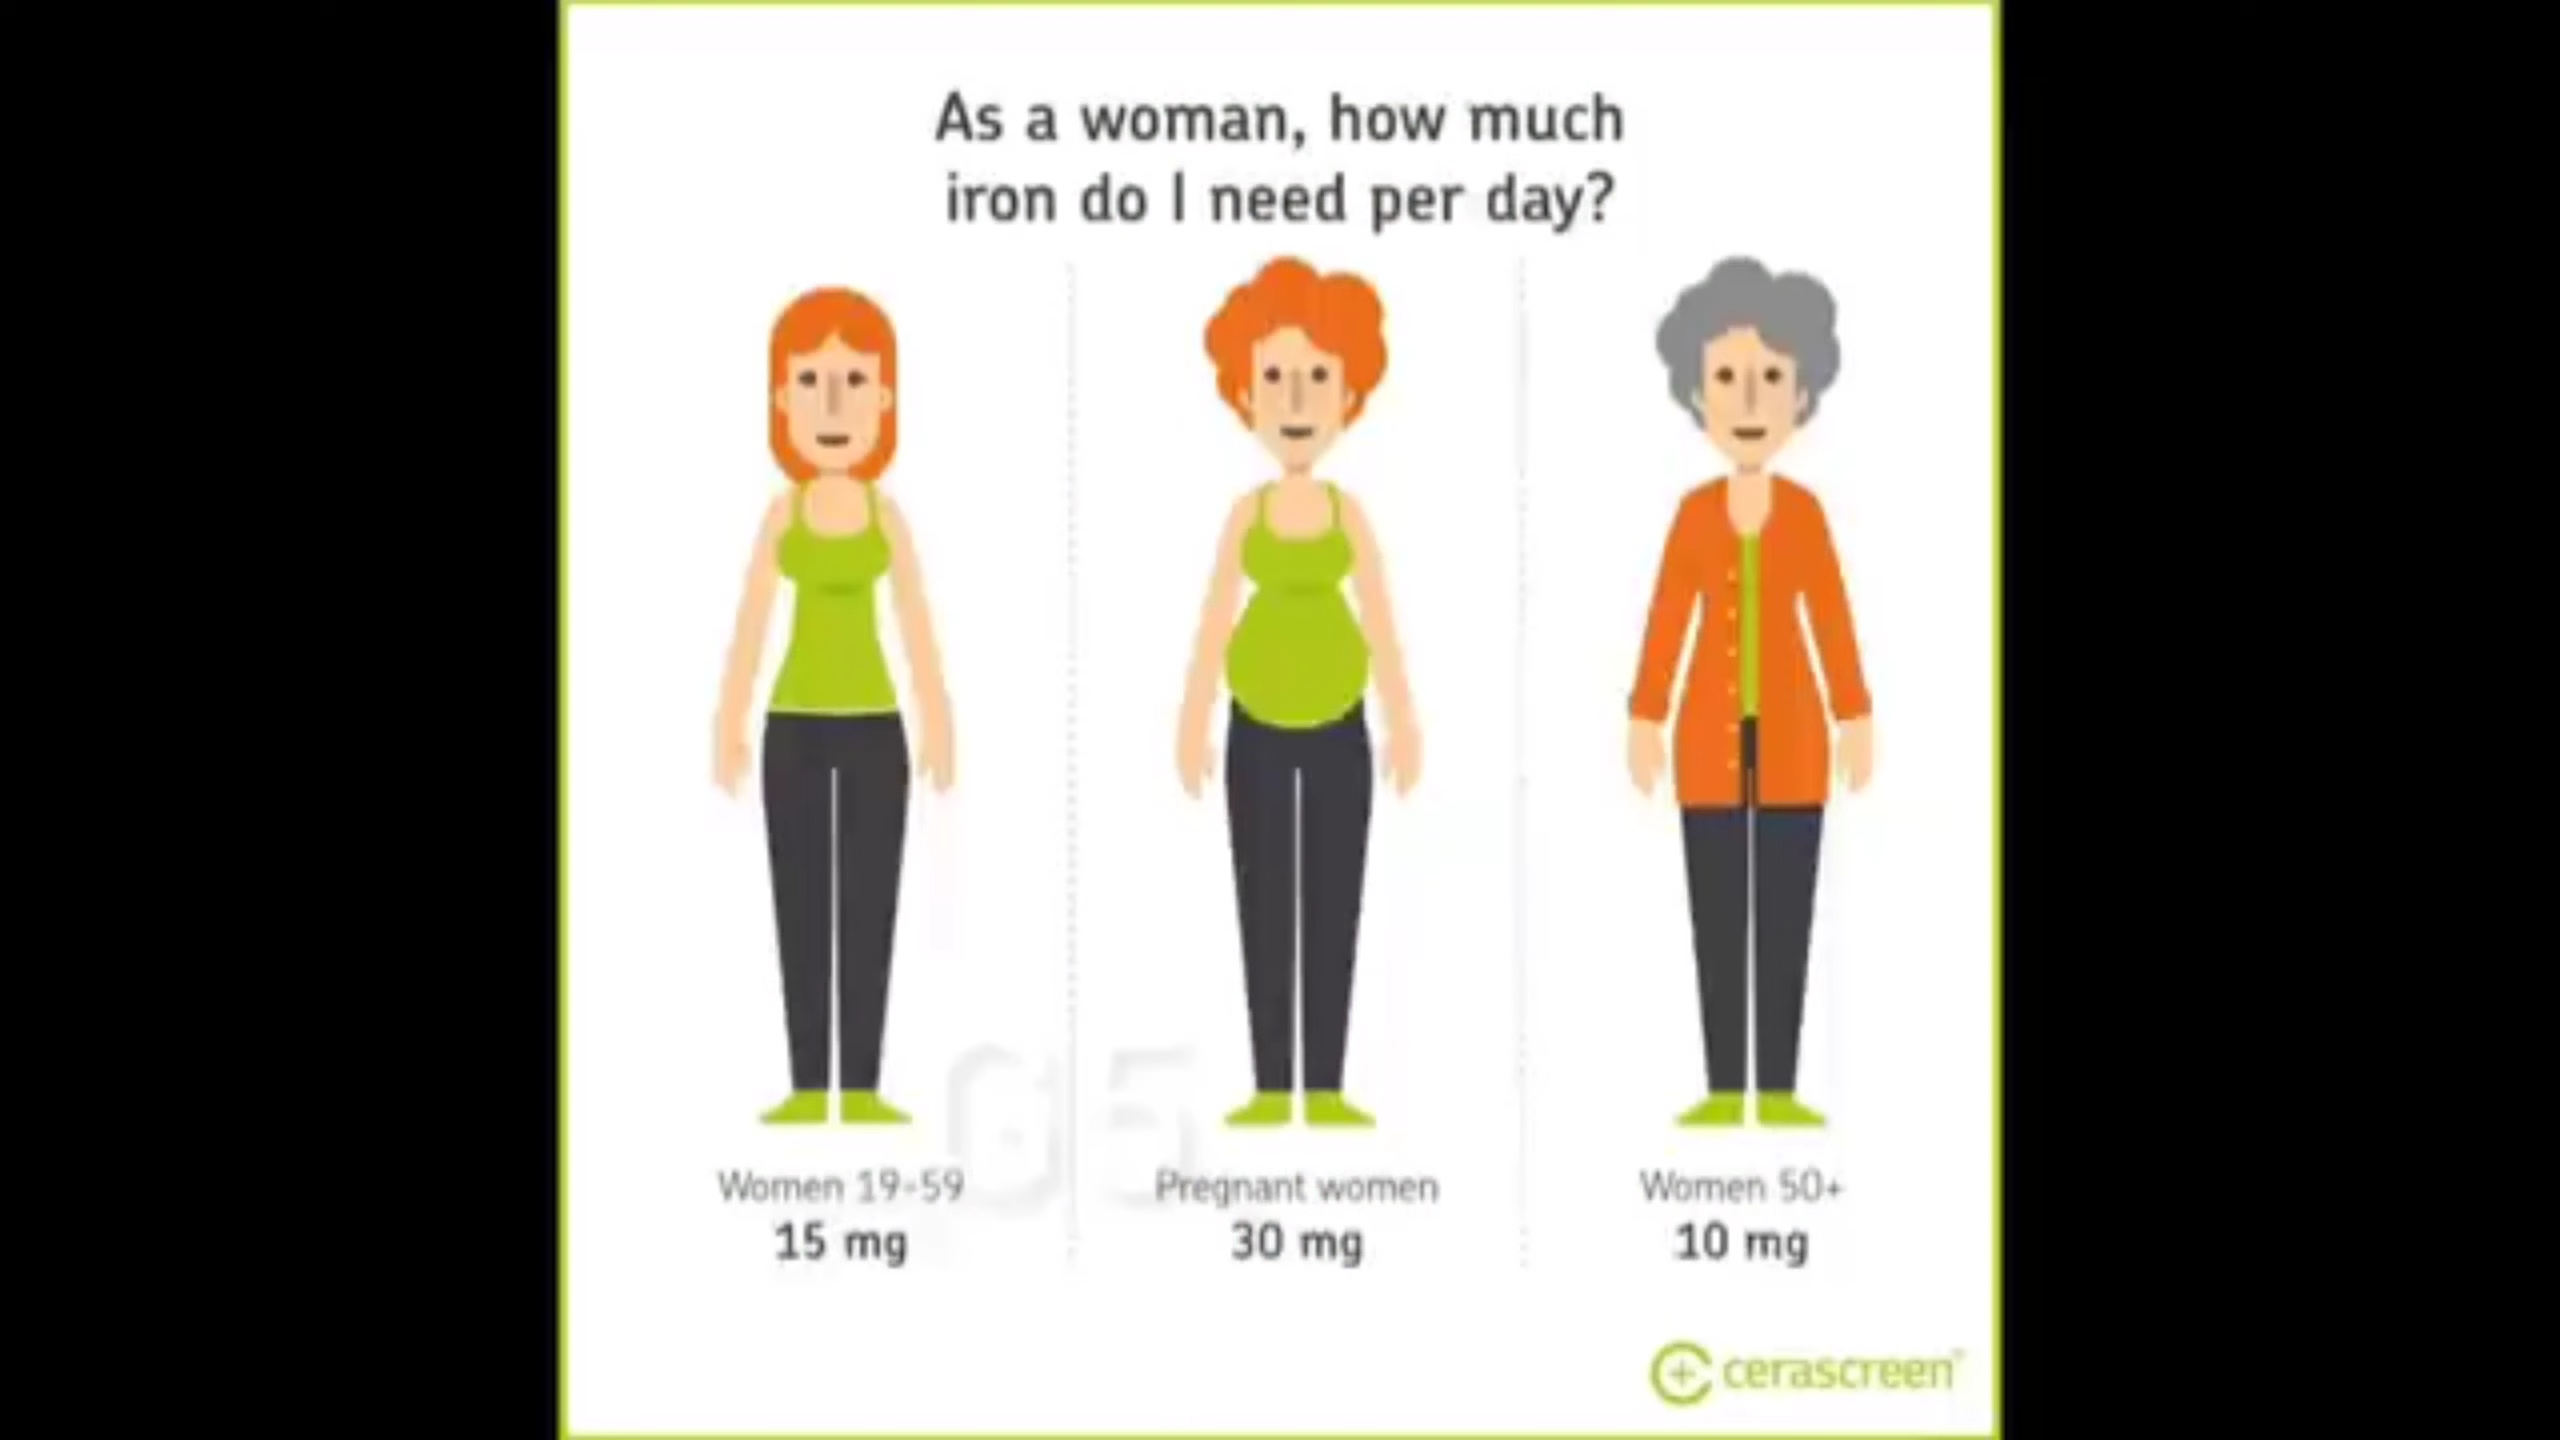 As a woman, how much
iron do I need per day?
Women 19-59
15 mg
Pregnant women
30 mg
Women 50+
10 mg
05
cerascreen